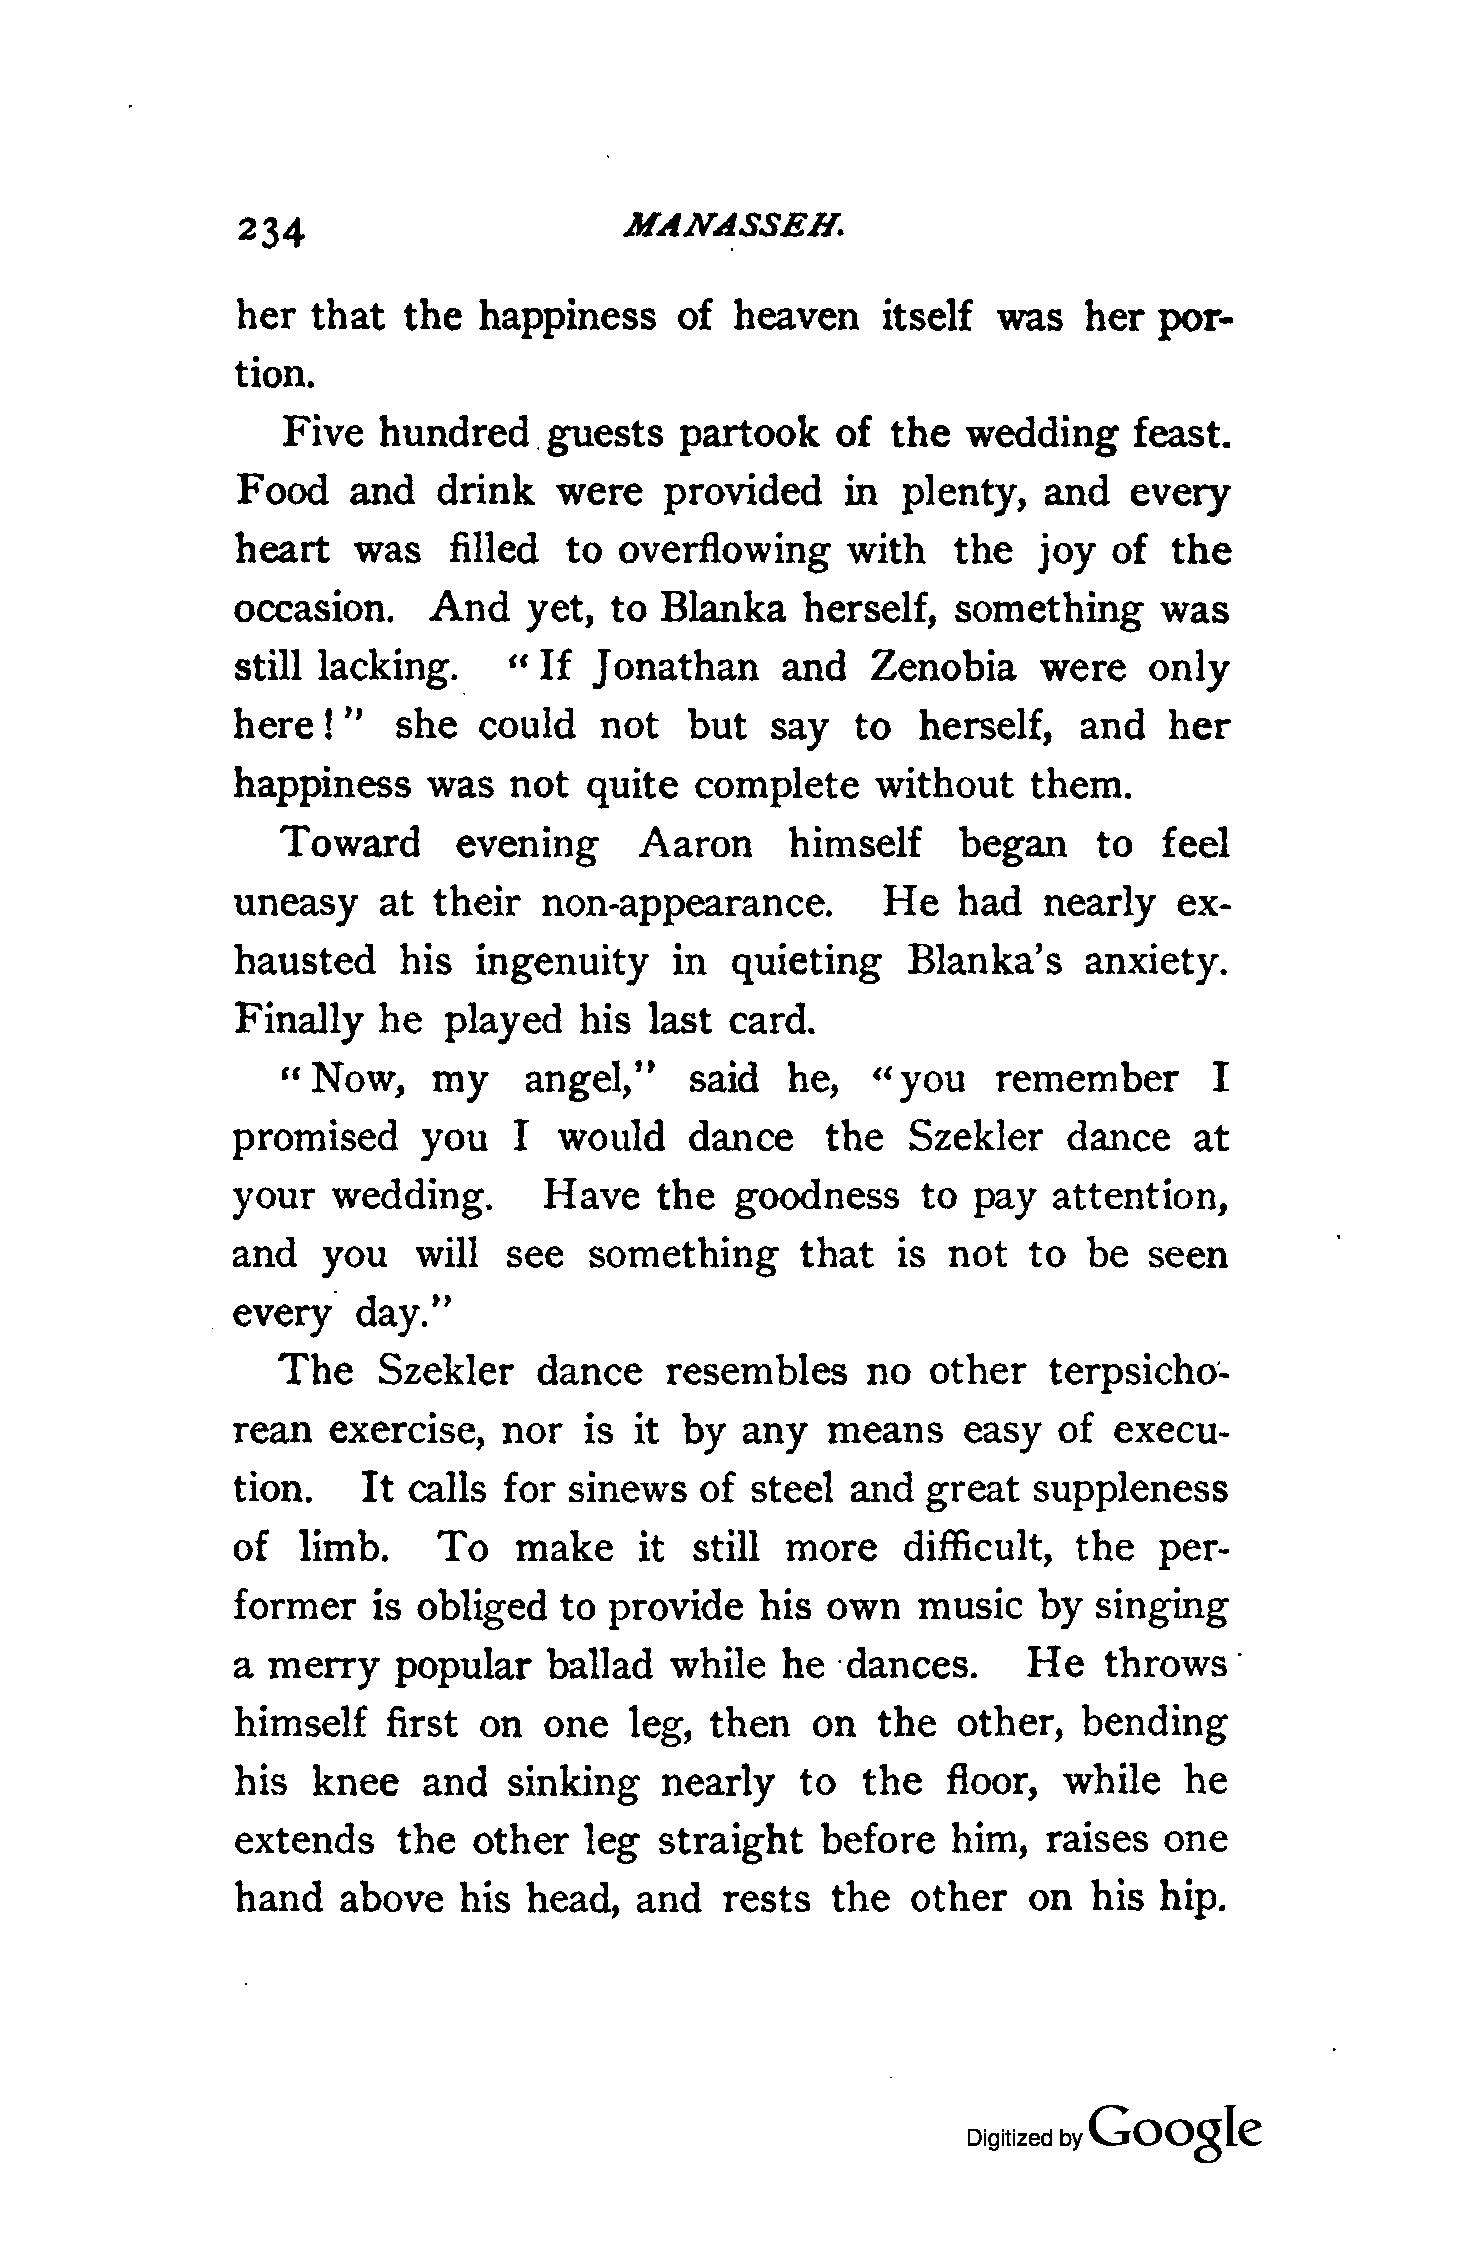 234 MANASSEH.
her that the happiness of heaven itself was her por-
tion.
Five hundred guests partook of the wedding feast.
Food and drink were provided in plenty, and every
heart was filled to overflowing with the joy of the
occasion. And yet, to Blanka herself, something was
still lacking. "If Jonathan and Zenobia were only
here!" she could not but say to herself, and her
happiness was not quite complete without them.
Toward evening Aaron himself began to feel
uneasy at their non-appearance. He had nearly ex-
hausted his ingenuity in quieting Blanka's anxiety.
Finally he played his last card.
"Now, my angel," said he, "you remember I
promised you I would dance the Szekler dance at
your wedding. Have the goodness to pay attention,
and you will see something that is not to be seen
every day."
The Szekler dance resembles no other terpsicho-
rean exercise, nor is it by any means easy of execu-
tion. It calls for sinews of steel and great suppleness
of limb. To make it still more difficult, the per-
former is obliged to provide his own music by singing
a merry popular ballad while he dances. He throws
himself first on one leg, then on the other, bending
his knee and sinking nearly to the floor, while he
extends the other leg straight before him, raises one
hand above his head, and rests the other on his hip.
Digitized by Google